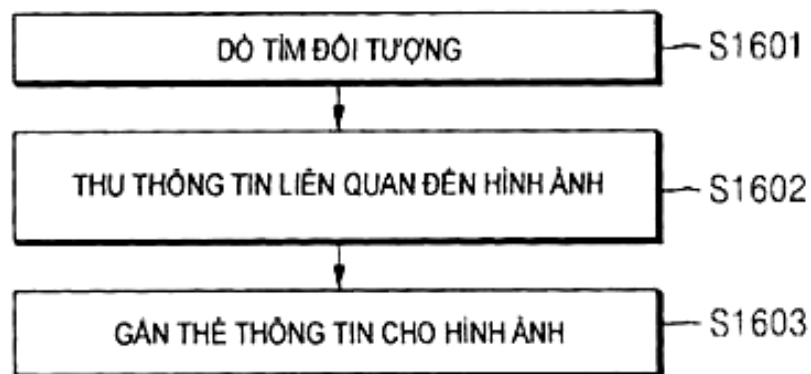 DÒ TÌM ĐỐI TƯỢNG
S1601
THU THÔNG TIN LIÊN QUAN ĐẾN HÌNH ẢNH
S1602
GẮN THẺ THÔNG TIN CHO HÌNH ẢNH
S1603